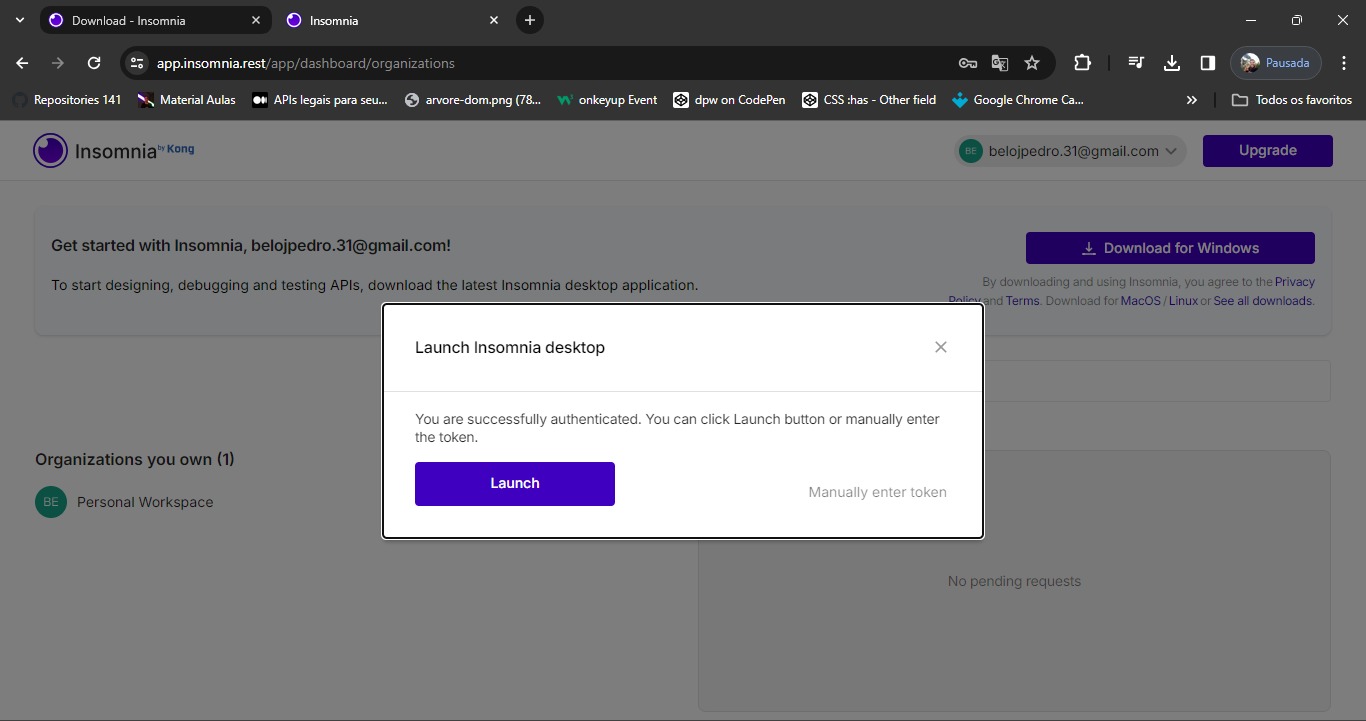 Download - Insomnia
Insomnia
app.insomnia.rest/app/dashboard/organizations
Pausada
Repositories 141
Material Aulas
APIs legais para seu...
arvore-dom.png (78...
onkeyup Event
dpw on CodePen
CSS :has - Other field
Google Chrome Ca...
Todos os favoritos
Insomnia by Kong
BE belojpedro.31@gmail.com
Upgrade
Get started with Insomnia, belojpedro.31@gmail.com!
Download for Windows
To start designing, debugging and testing APIs, download the latest Insomnia desktop application.
By downloading and using Insomnia, you agree to the Privacy
Policy and Terms. Download for MacOS / Linux or See all downloads.
Launch Insomnia desktop
You are successfully authenticated. You can click Launch button or manually enter
the token.
Launch
Manually enter token
Organizations you own (1)
BE Personal Workspace
No pending requests